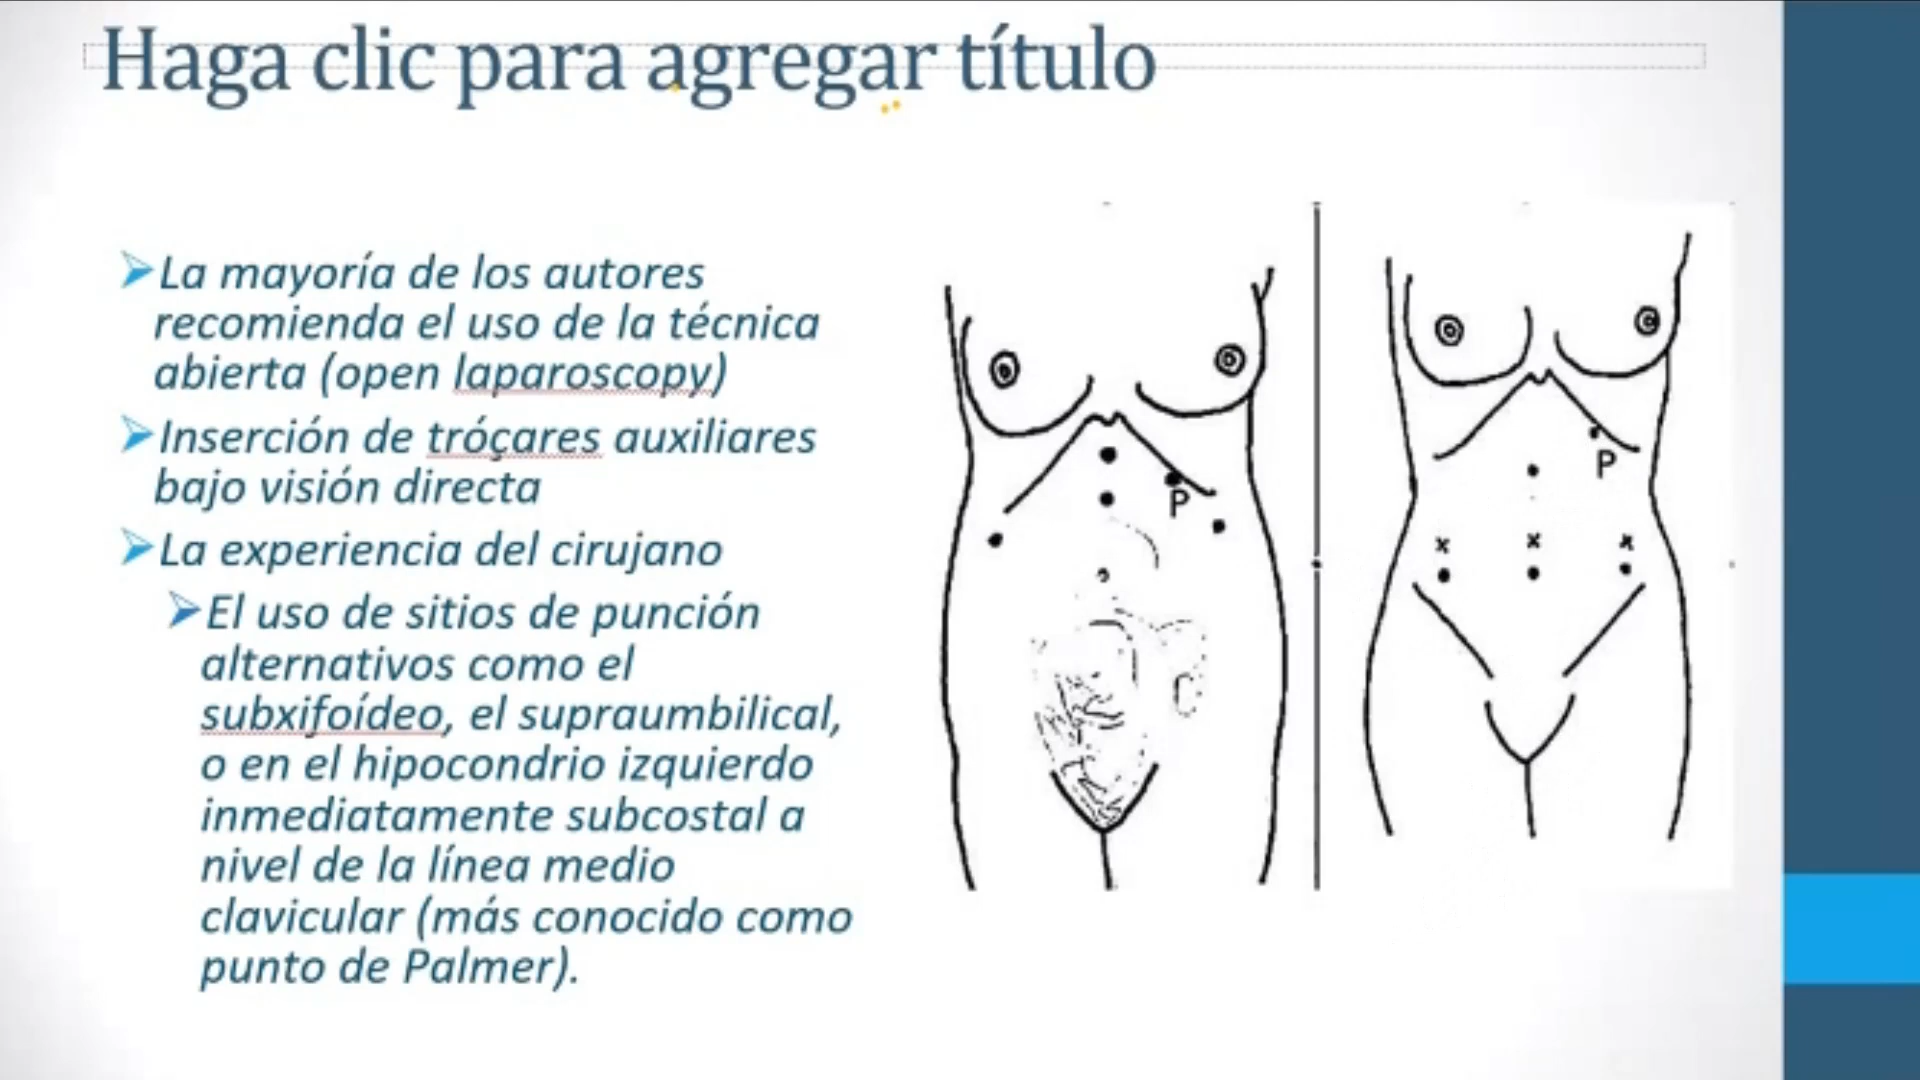 Haga clic para agregar título
La mayoría de los autores
recomienda el uso de la técnica
abierta (open laparoscopy)
Inserción de tróçares auxiliares
bajo visión directa
La experiencia del cirujano
El uso de sitios de punción
alternativos como el
subxifoídeo, el supraumbilical,
o en el hipocondrio izquierdo
inmediatamente subcostal a
nivel de la línea medio
clavicular (más conocido como
punto de Palmer).
P
P